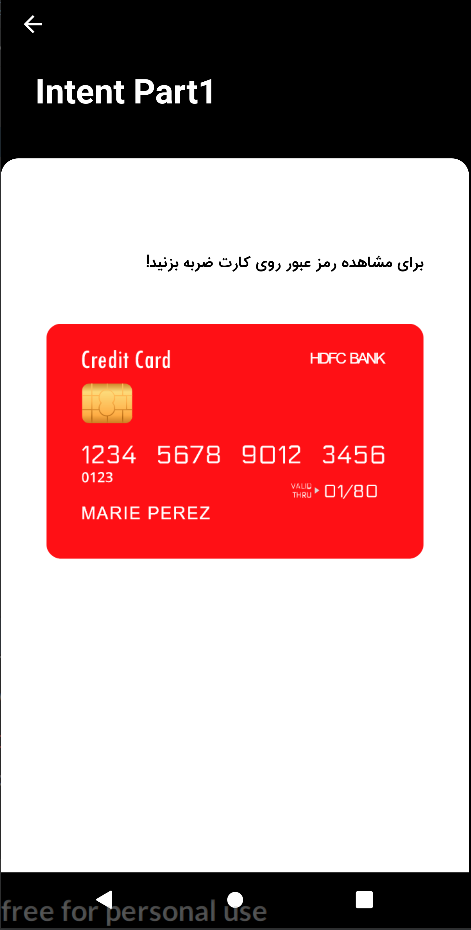 Intent Part1
برای مشاهده رمز عبور روی کارت ضربه بزنید!
Credit Card HDFC BANK
1234 5678 9012 3456
0123
VALID THRU 01/80
MARIE PEREZ
free for personal use